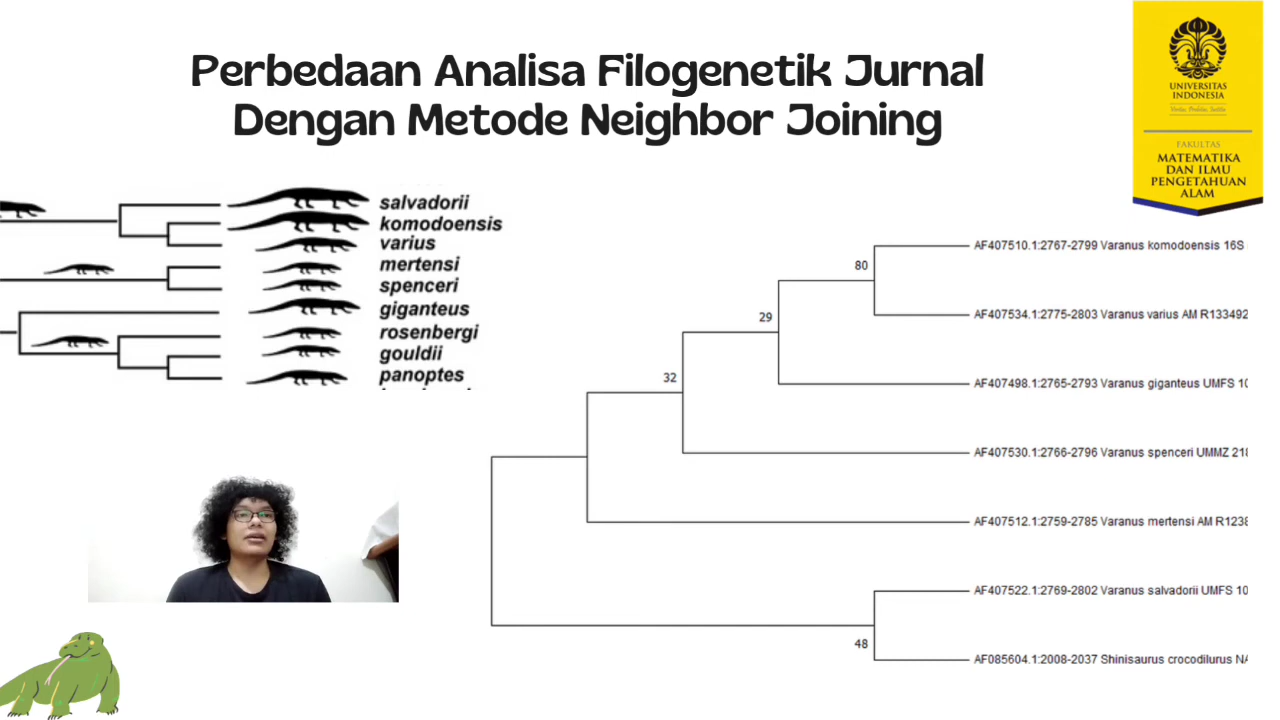 Perbedaan Analisa Filogenetik Jurnal
Dengan Metode Neighbor Joining
UNIVERSITAS
INDONESIA
Veritas, Probitas, Iustitia
FAKULTAS
MATEMATIKA
DAN ILMU
PENGETAHUAN
ALAM
salvadorii
komodoensis
varius
mertensi
spenceri
giganteus
rosenbergi
gouldii
panoptes
AF407510.1:2767-2799 Varanus komodoensis 16S
80
AF407534.1:2775-2803 Varanus varius AM R133492
29
AF407498.1:2765-2793 Varanus giganteus UMFS 10
32
AF407530.1:2766-2796 Varanus spenceri UMMZ 218
AF407512.1:2759-2785 Varanus mertensi AM R1238
AF407522.1:2769-2802 Varanus salvadorii UMFS 10
48
AF085604.1:2008-2037 Shinisaurus crocodilurus NA